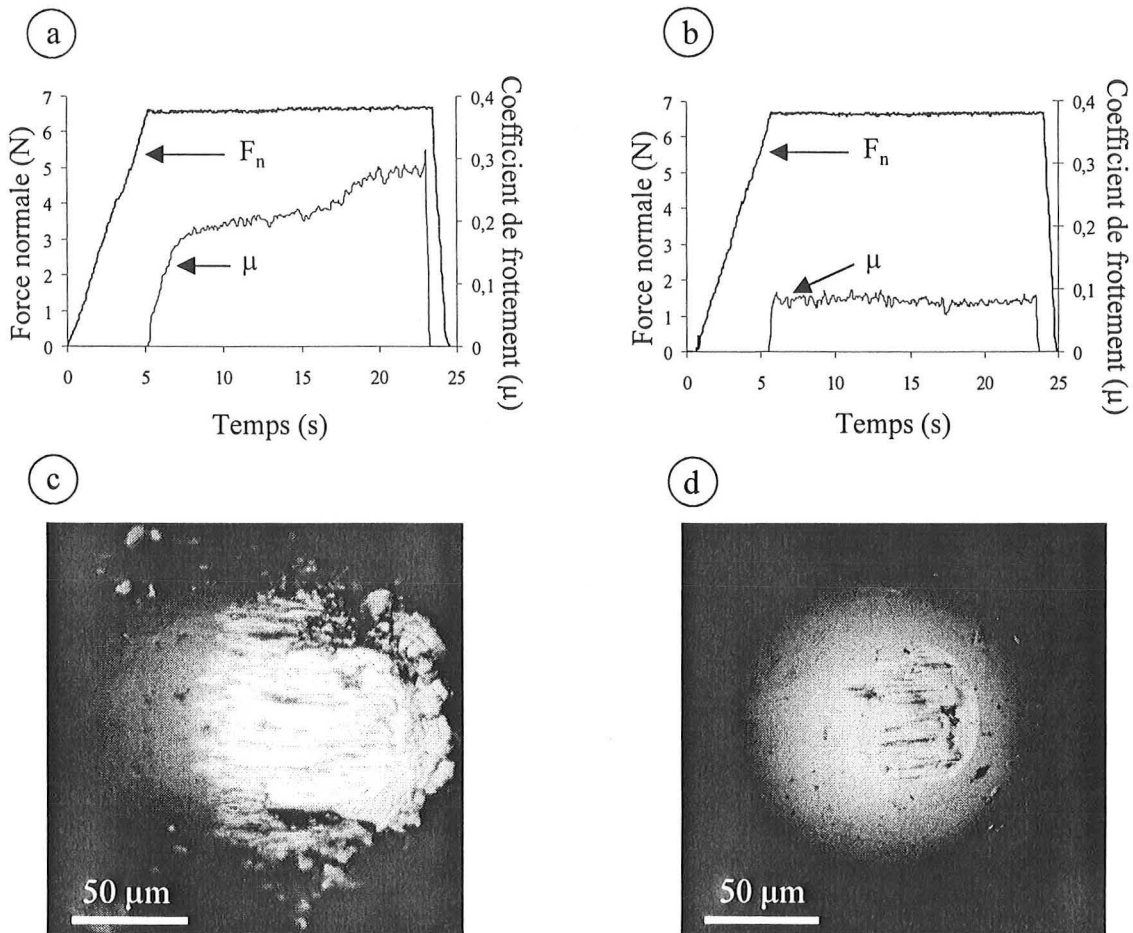 a
Force normale (N)
7
6
5
4
3
2
1
0
Fn
μ
0,4
0,3
0,2
0,1
0
Coefficient de frottement (μ)
0
5
10
15
20
25
Temps (s)
b
Force normale (N)
7
6
5
4
3
2
1
0
Fn
μ
0,4
0,3
0,2
0,1
0
Coefficient de frottement (μ)
0
5
10
15
20
25
Temps (s)
c
50 μm
d
50 μm